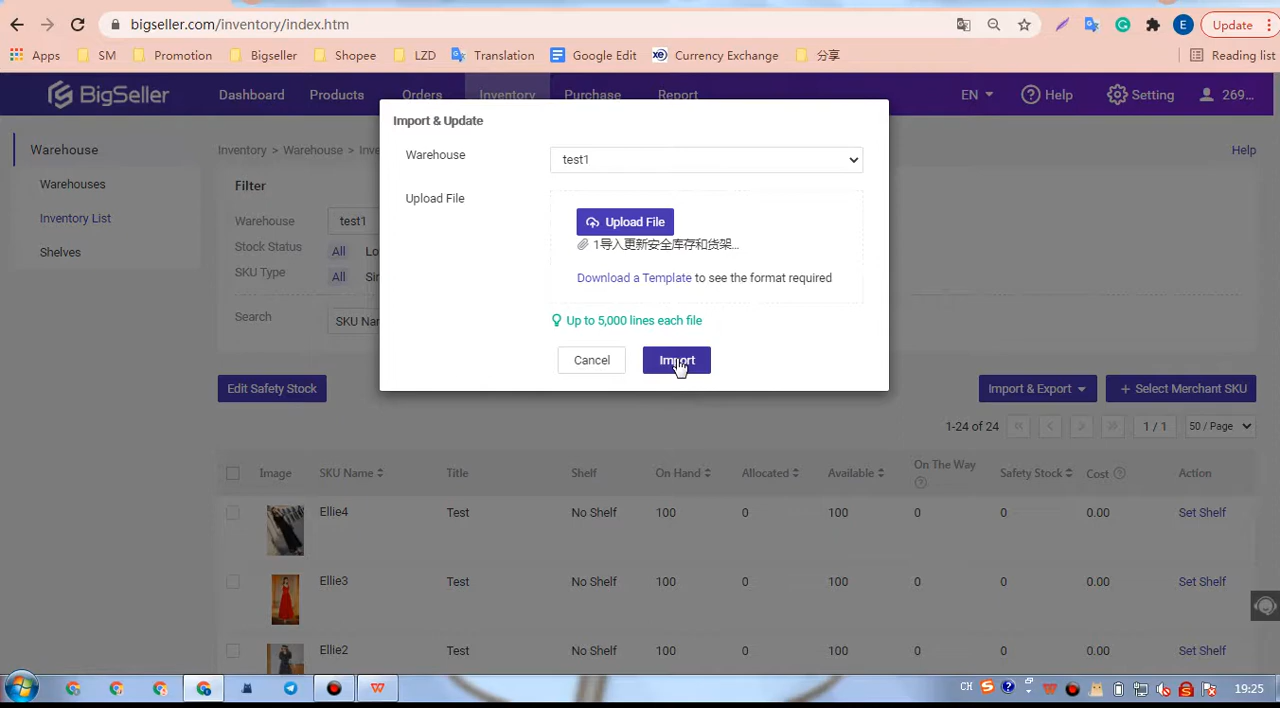 bigseller.com/inventory/index.htm
E
Update
Apps
SM
Promotion
Bigseller
Shopee
LZD
Translation
Google Edit
Currency Exchange
分享
Reading list
BigSeller
Dashboard
Products
Orders
Inventory
Purchase
Report
EN
Help
Setting
269...
Import & Update
Warehouse
Warehouses
Inventory List
Shelves
Inventory > Warehouse > Inve
Help
Filter
Warehouse
test1
Stock Status
All
Lo
SKU Type
All
Sir
Search
SKU Nam
Warehouse
test1
Upload File
Upload File
1导入更新安全库存和货架...
Download a Template to see the format required
Up to 5,000 lines each file
Cancel
Import
Edit Safety Stock
Import & Export
+ Select Merchant SKU
1-24 of 24
1 / 1
50 / Page
Image
SKU Name
Title
Shelf
On Hand
Allocated
Available
On The Way
Safety Stock
Cost
Action
Ellie4
Test
No Shelf
100
0
100
0
0
0.00
Set Shelf
Ellie3
Test
No Shelf
100
0
100
0
0
0.00
Set Shelf
Ellie2
Test
No Shelf
100
0
100
0
0
0.00
Set Shelf
CH
19:25